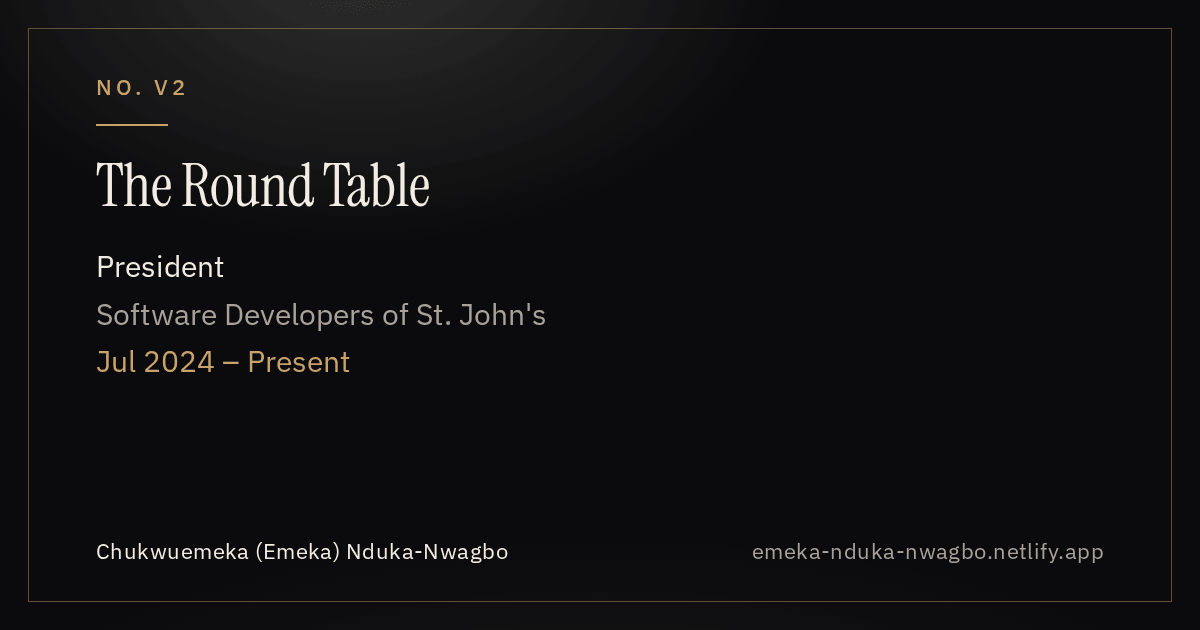 NO. V2
The Round Table
President
Software Developers of St. John's
Jul 2024 – Present
Chukwuemeka (Emeka) Nduka-Nwagbo
emeka-nduka-nwagbo.netlify.app